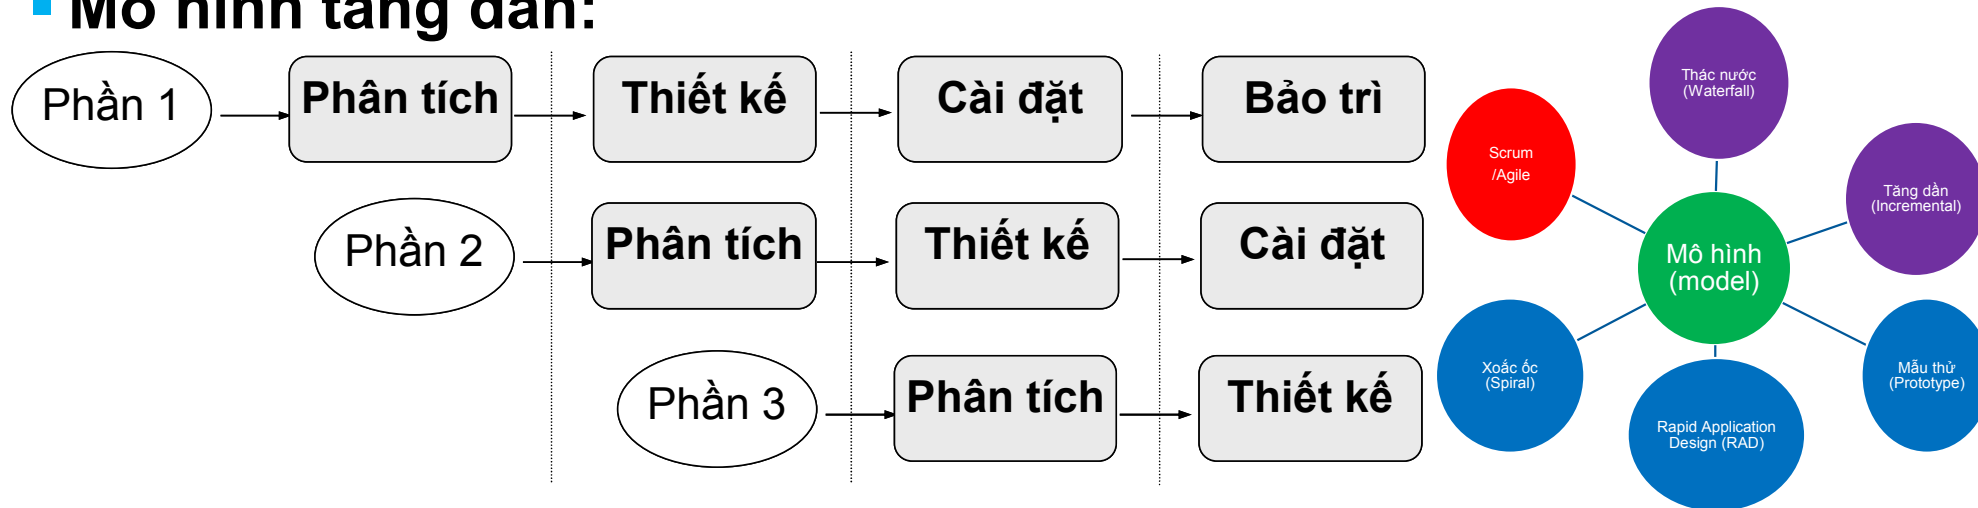 Mô hình tăng dần:
Phần 1
Phân tích
Thiết kế
Cài đặt
Bảo trì
Phần 2
Phân tích
Thiết kế
Cài đặt
Phần 3
Phân tích
Thiết kế
Thác nước
(Waterfall)
Scrum
/Agile
Tăng dần
(Incremental)
Mô hình
(model)
Xoắc ốc
(Spiral)
Mẫu thử
(Prototype)
Rapid Application
Design (RAD)